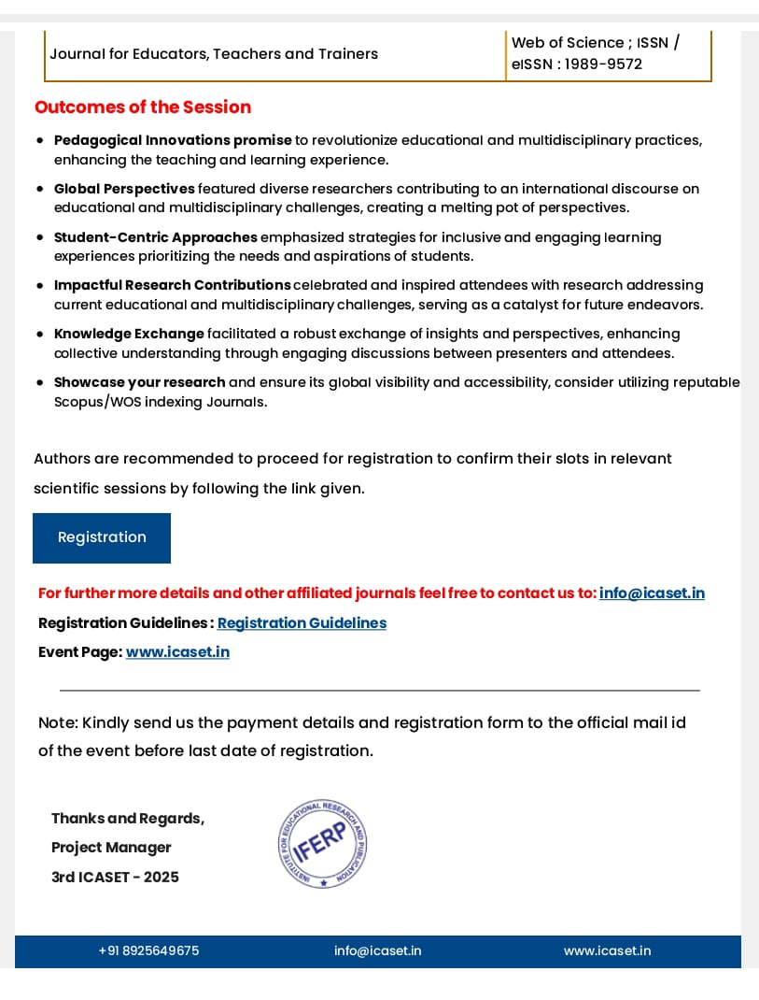 Journal for Educators, Teachers and Trainers
Web of Science ; ISSN /
eISSN : 1989-9572
Outcomes of the Session
• Pedagogical Innovations promise to revolutionize educational and multidisciplinary practices,
enhancing the teaching and learning experience.
• Global Perspectives featured diverse researchers contributing to an international discourse on
educational and multidisciplinary challenges, creating a melting pot of perspectives.
• Student-Centric Approaches emphasized strategies for inclusive and engaging learning
experiences prioritizing the needs and aspirations of students.
• Impactful Research Contributions celebrated and inspired attendees with research addressing
current educational and multidisciplinary challenges, serving as a catalyst for future endeavors.
• Knowledge Exchange facilitated a robust exchange of insights and perspectives, enhancing
collective understanding through engaging discussions between presenters and attendees.
• Showcase your research and ensure its global visibility and accessibility, consider utilizing reputable
Scopus/WOS indexing Journals.
Authors are recommended to proceed for registration to confirm their slots in relevant
scientific sessions by following the link given.
Registration
For further more details and other affiliated journals feel free to contact us to: info@icaset.in
Registration Guidelines : Registration Guidelines
Event Page: www.icaset.in
Note: Kindly send us the payment details and registration form to the official mail id
of the event before last date of registration.
Thanks and Regards,
Project Manager
3rd ICASET - 2025
INSTITUTE FOR EDUCATIONAL RESEARCH AND PUBLICATION
IFERP
+91 8925649675
info@icaset.in
www.icaset.in